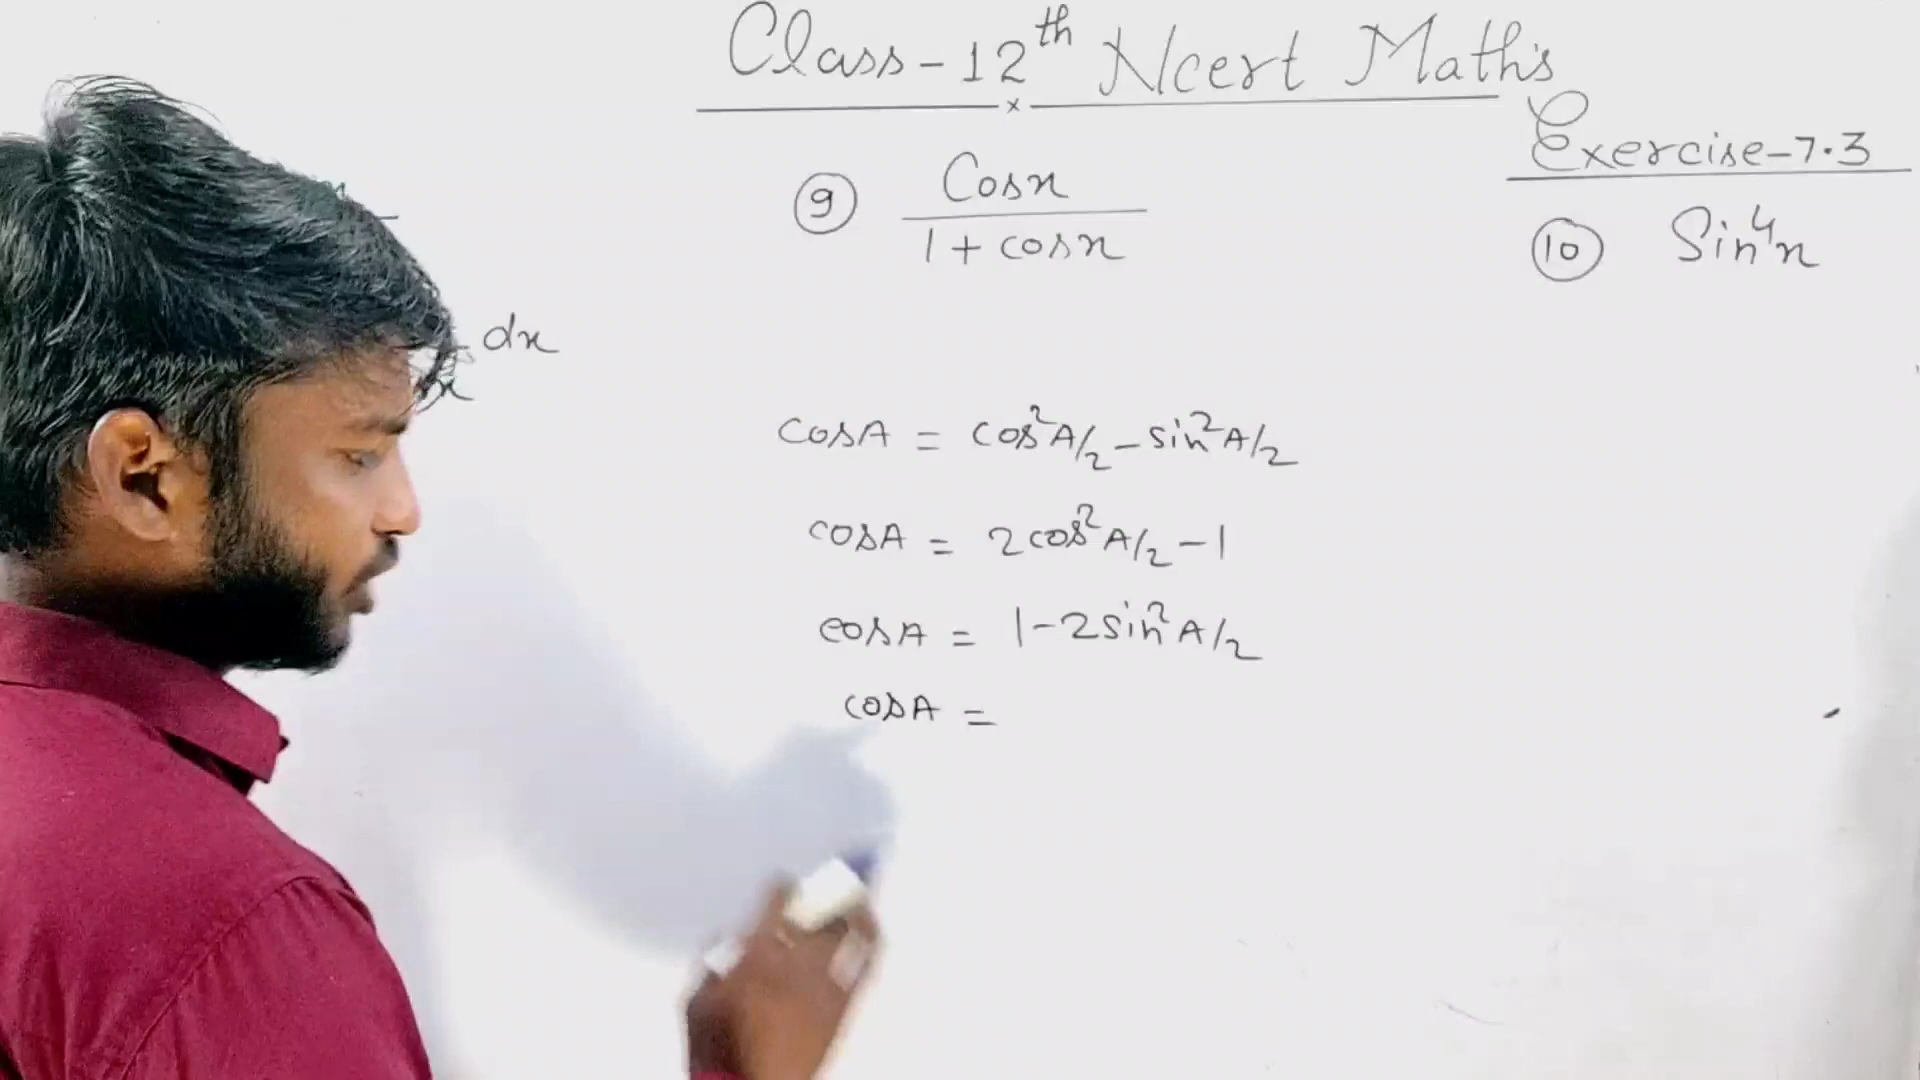 Class-12th Ncert Math's
Exercise-7.3
9 Cosx
1+cosx
10 Sin⁴x
dx
x
cosA = cos²A/2 - sin²A/2
cosA = 2cos²A/2 - 1
cosA = 1-2sin²A/2
cosA =